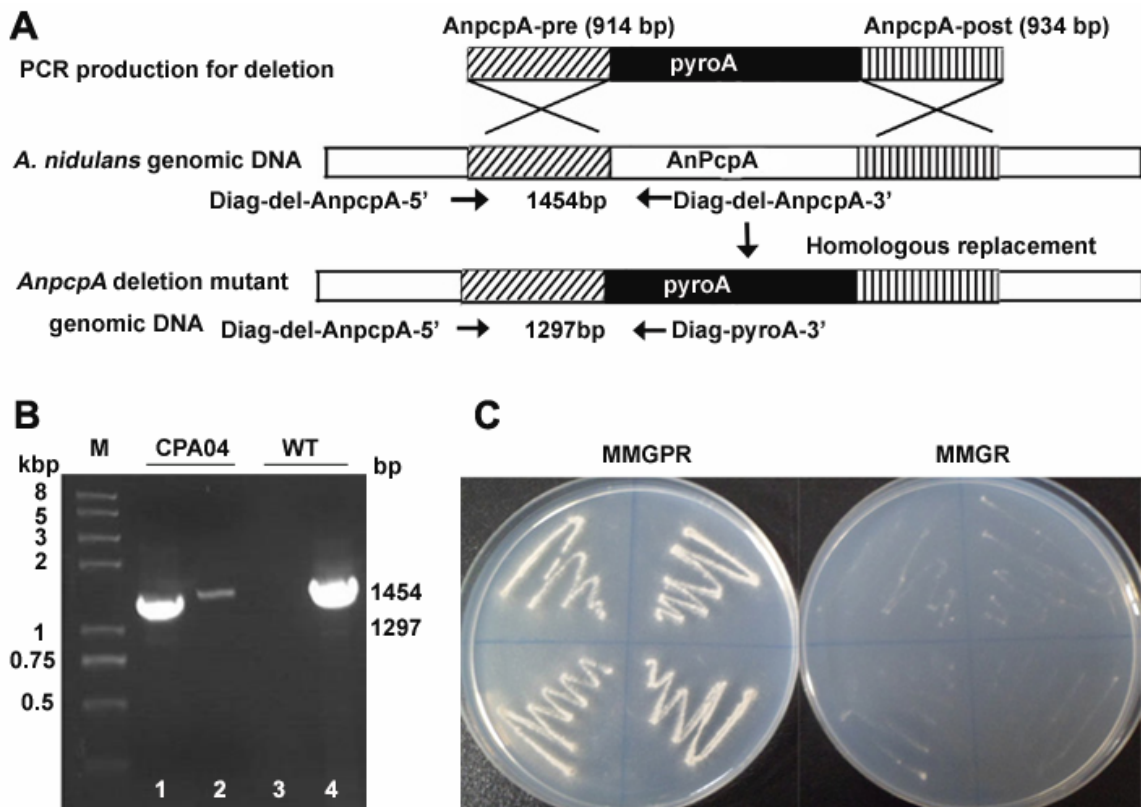 A
AnpcpA-pre (914 bp) AnpcpA-post (934 bp)
PCR production for deletion pyroA
A. nidulans genomic DNA AnPcpA
Diag-del-AnpcpA-5’ 1454bp Diag-del-AnpcpA-3’
Homologous replacement
AnpcpA deletion mutant pyroA
genomic DNA
Diag-del-AnpcpA-5’ 1297bp Diag-pyroA-3’
B
M CPA04 WT
kbp bp
8
5
3
2
1454
1297
1
0.75
0.5
1 2 3 4
C
MMGPR MMGR